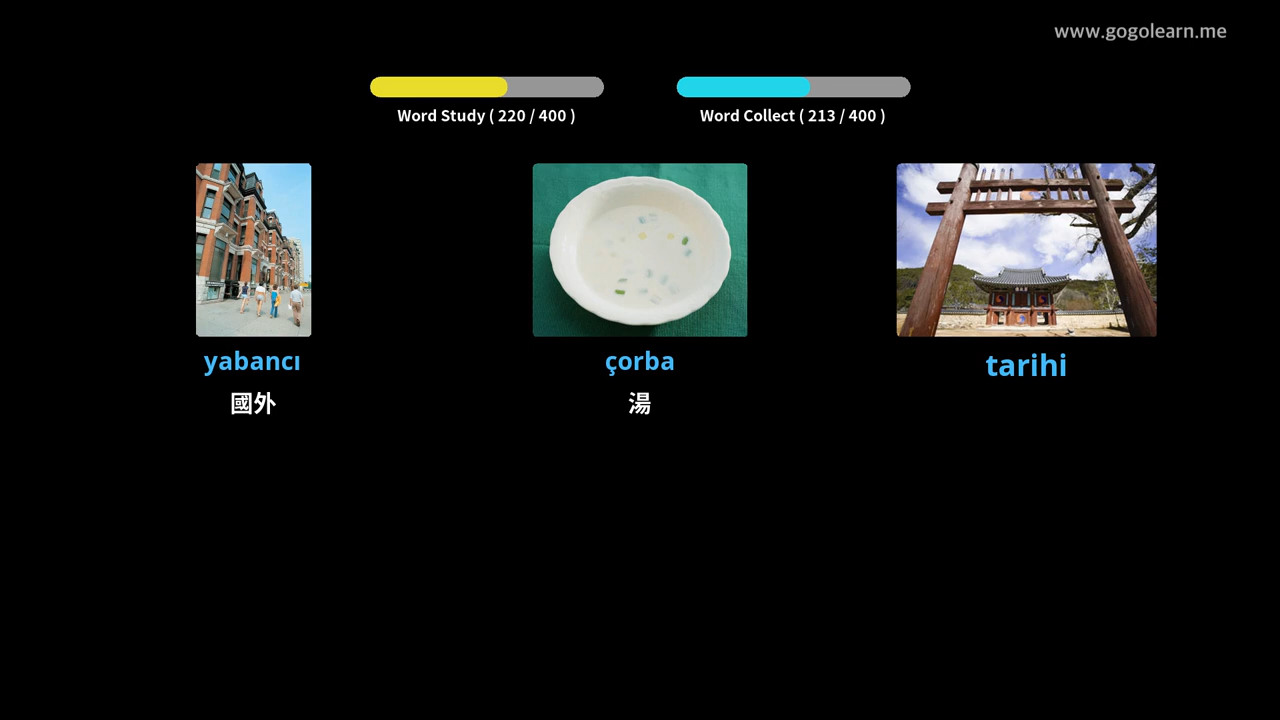 www.gogolearn.me
Word Study ( 220 / 400 )
Word Collect ( 213 / 400 )
yabancı
國外
çorba
湯
tarihi